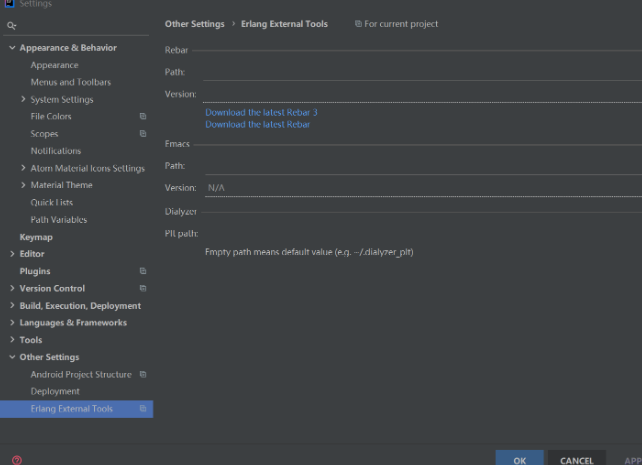 Settings
Other Settings › Erlang External Tools For current project
Appearance & Behavior
Appearance
Menus and Toolbars
System Settings
File Colors
Scopes
Notifications
Atom Material Icons Settings
Material Theme
Quick Lists
Path Variables
Keymap
Editor
Plugins
Version Control
Build, Execution, Deployment
Languages & Frameworks
Tools
Other Settings
Android Project Structure
Deployment
Erlang External Tools
Rebar
Path:
Version:
Download the latest Rebar 3
Download the latest Rebar
Emacs
Path:
Version: N/A
Dialyzer
Plt path:
Empty path means default value (e.g. ~/.dialyzer_plt)
OK CANCEL APP